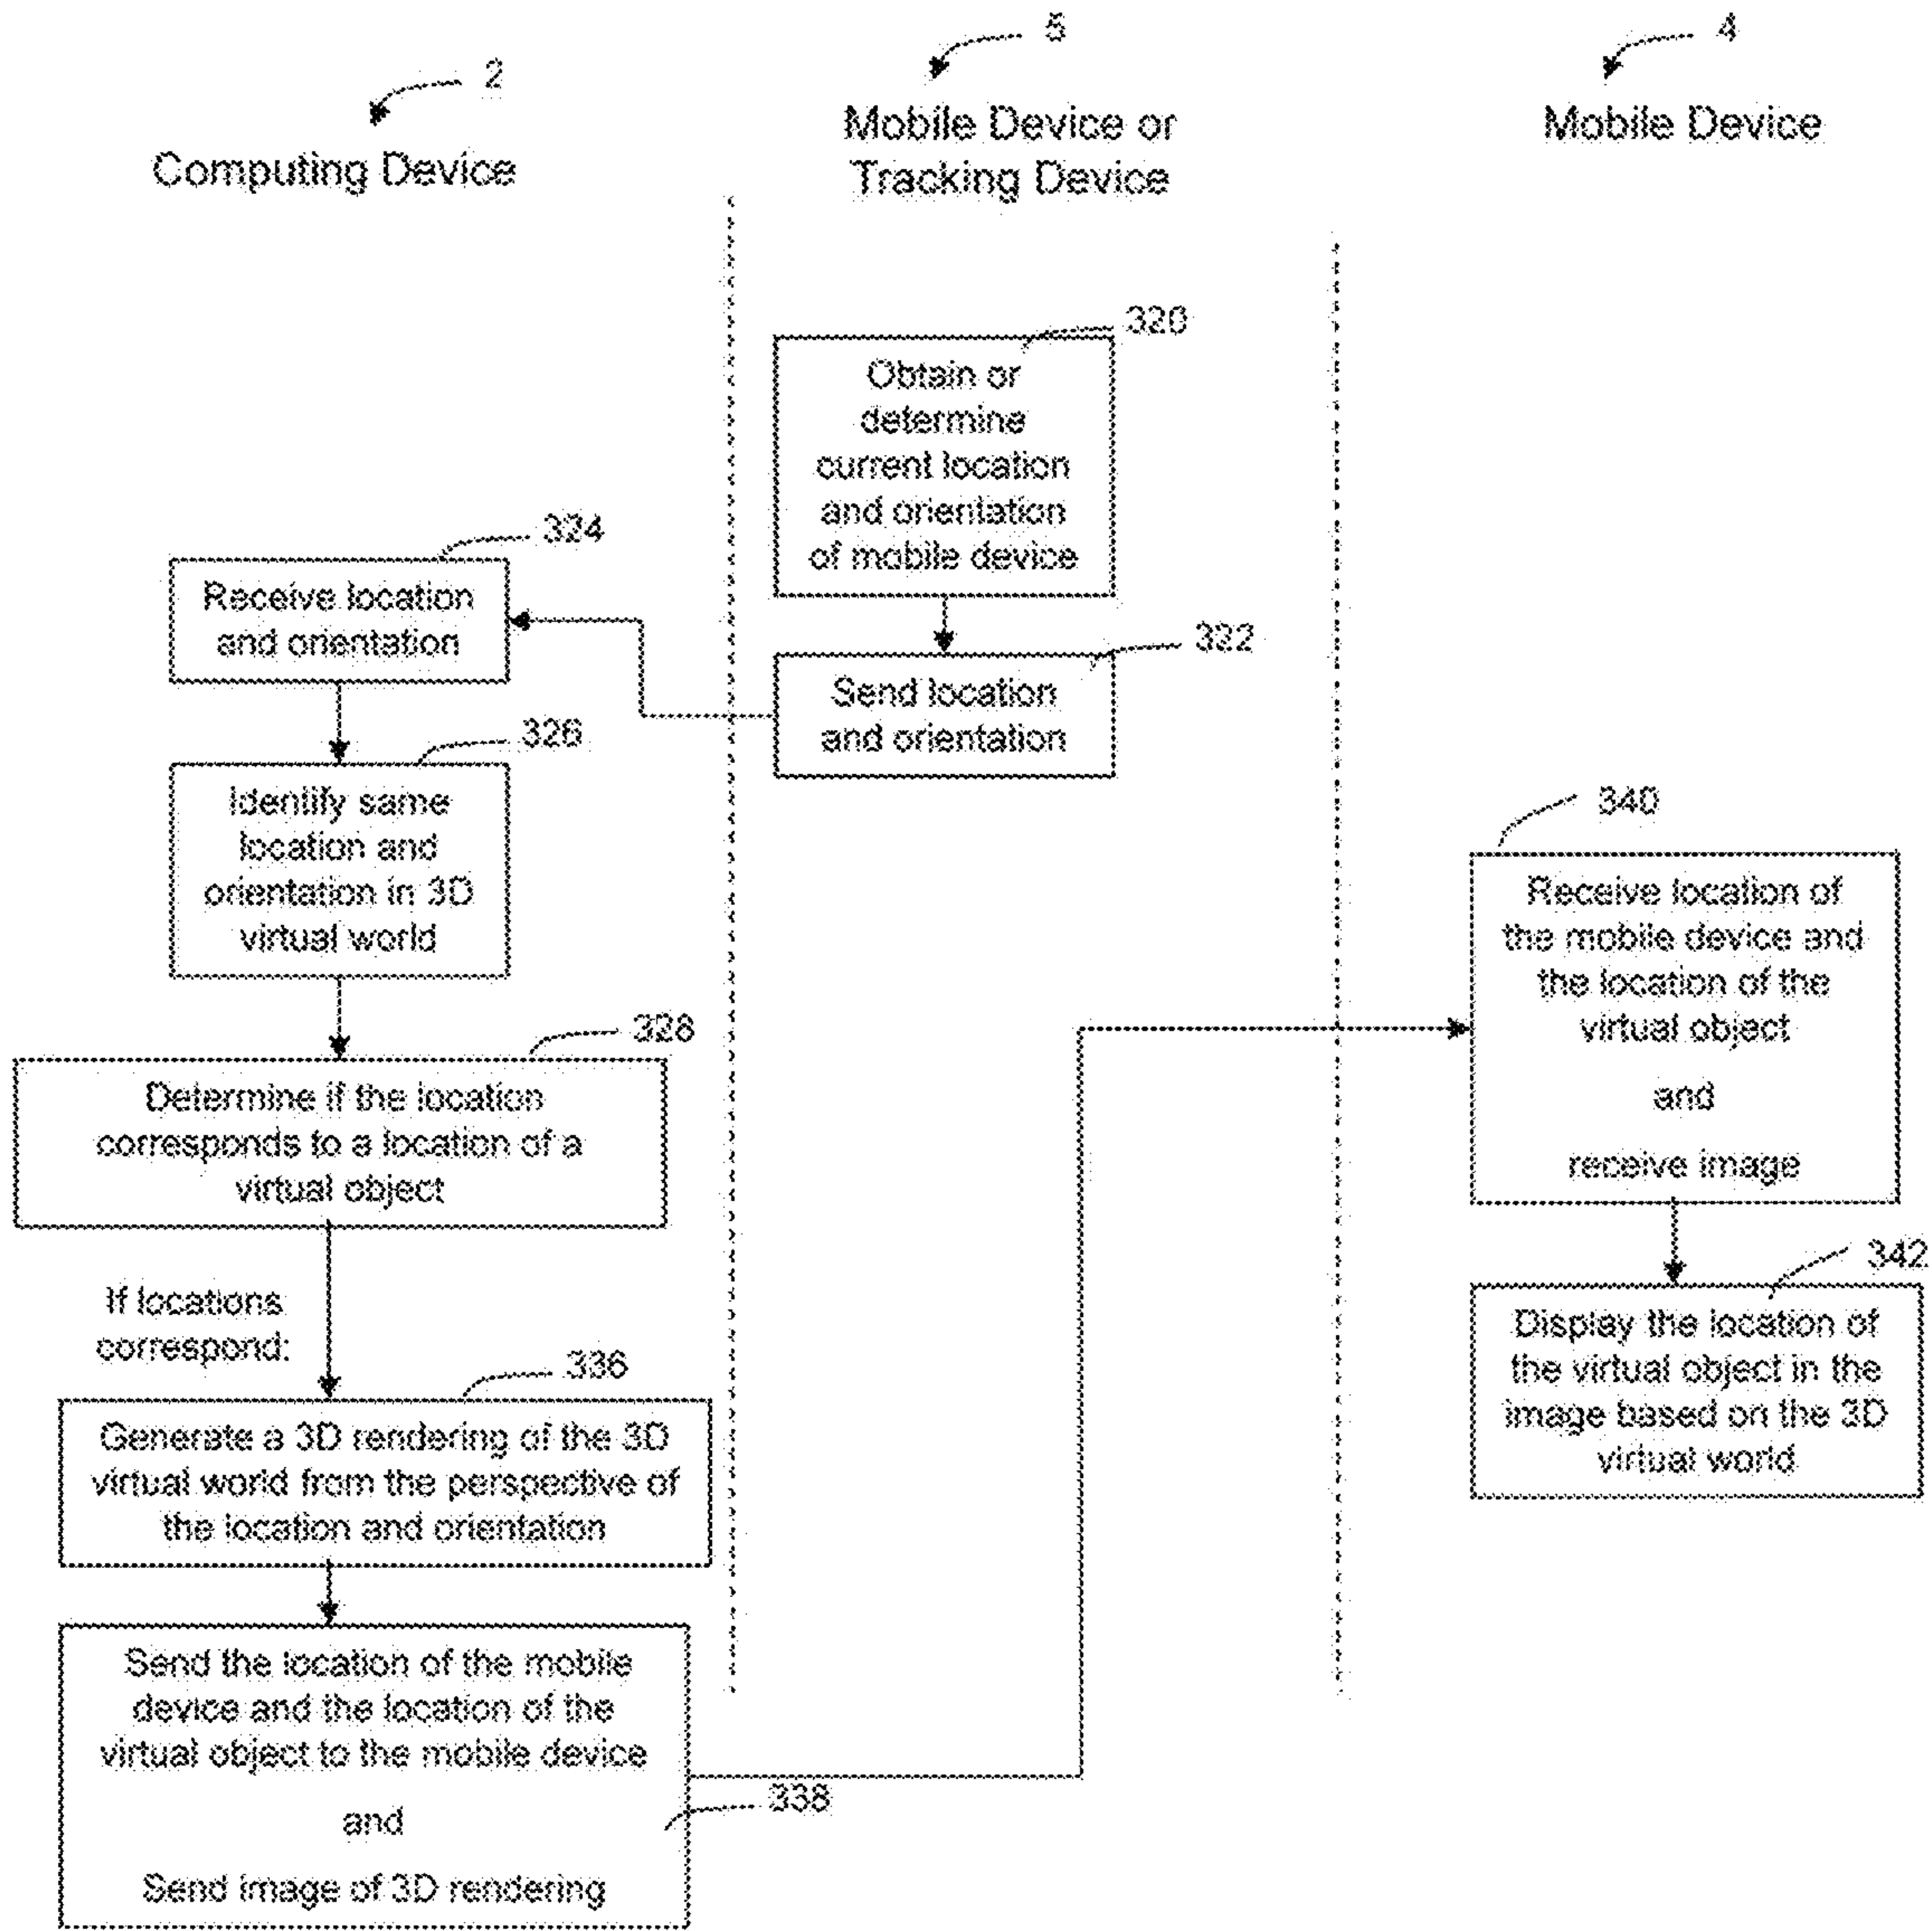 2
Computing Device
5
Mobile Device or
Tracking Device
4
Mobile Device
320
Obtain or
determine
current location
and orientation
of mobile device
322
Send location
and orientation
324
Receive location
and orientation
326
Identify same
location and
orientation in 3D
virtual world
328
Determine if the location
corresponds to a location of a
virtual object
If locations
correspond:
336
Generate a 3D rendering of the 3D
virtual world from the perspective of
the location and orientation
338
Send the location of the mobile
device and the location of the
virtual object to the mobile device
and
Send image of 3D rendering
340
Receive location of
the mobile device and
the location of the
virtual object
and
receive image
342
Display the location of
the virtual object in the
image based on the 3D
virtual world